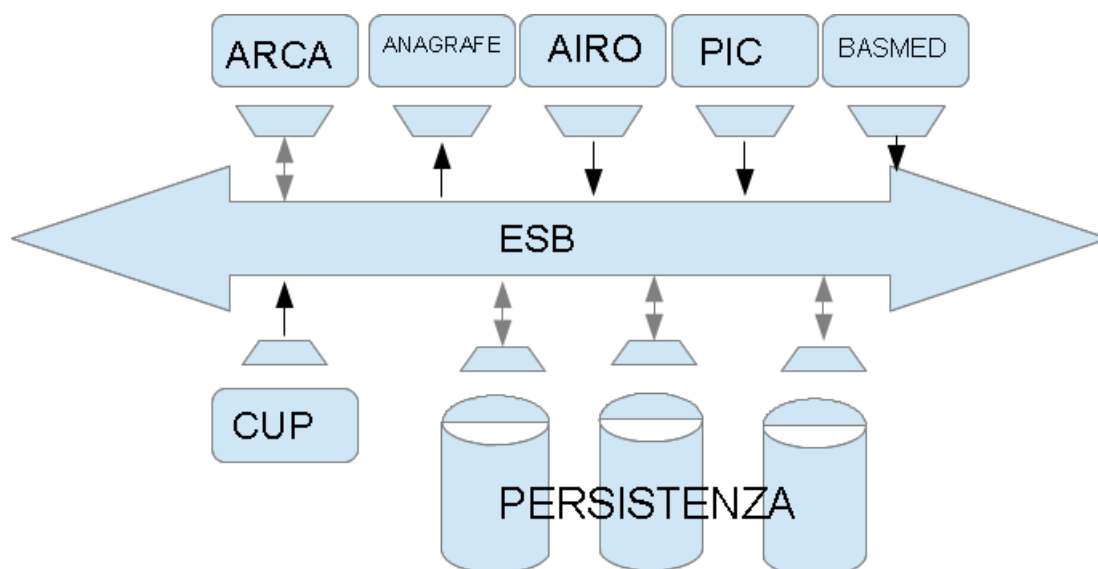 ARCA
ANAGRAFE
AIRO
PIC
BASMED
ESB
CUP
PERSISTENZA